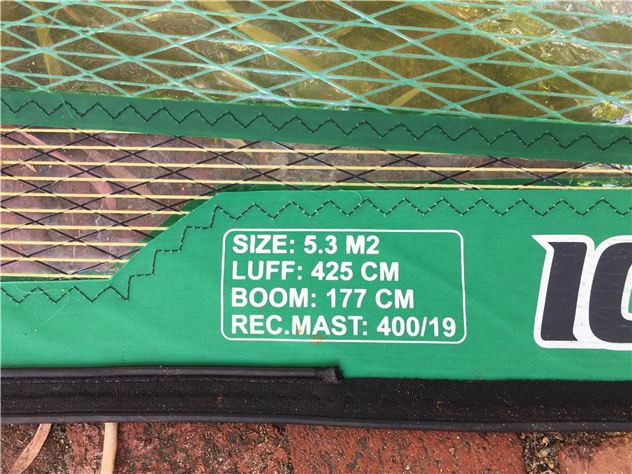 SIZE: 5.3 M2
LUFF: 425 CM
BOOM: 177 CM
REC.MAST: 400/19